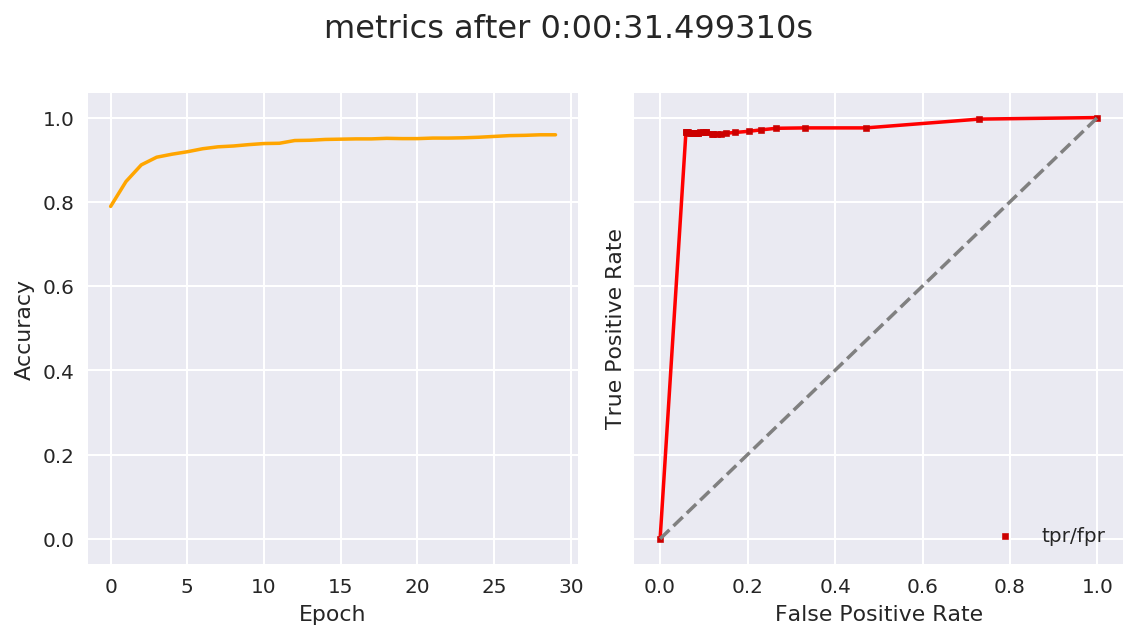 metrics after 0:00:31.499310s
1.0
0.8
0.6
0.4
0.2
0.0
Accuracy
0 5 10 15 20 25 30
Epoch
True Positive Rate
tpr/fpr
0.0 0.2 0.4 0.6 0.8 1.0
False Positive Rate